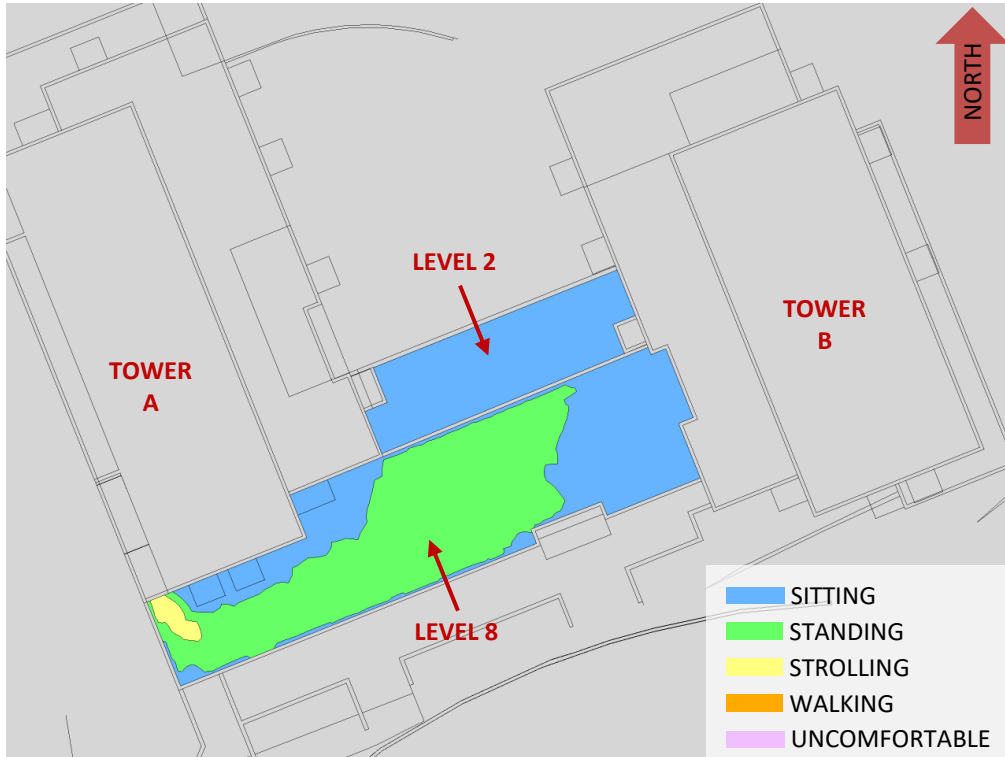 NORTH
LEVEL 2
TOWER
A
TOWER
B
LEVEL 8
SITTING
STANDING
STROLLING
WALKING
UNCOMFORTABLE